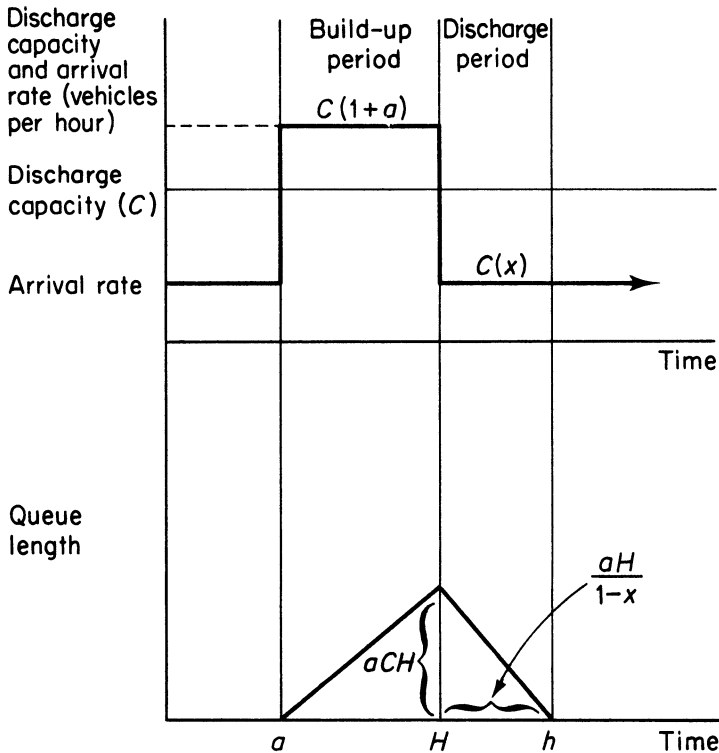 Discharge
capacity
and arrival
rate (vehicles
per hour)
Build-up
period
Discharge
period
C(1+a)
Discharge
capacity (C)
Arrival rate
C(x)
Time
Queue
length
aH
1-x
aCH
a
H
h
Time